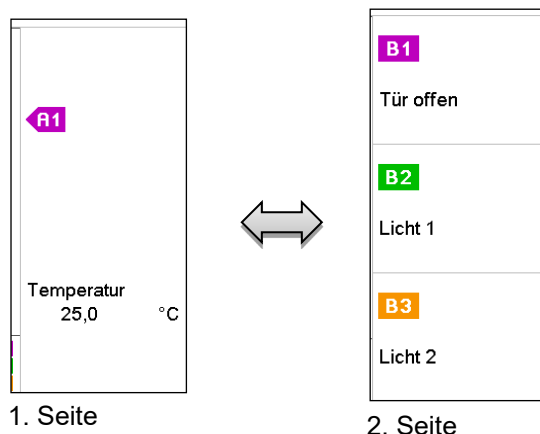 A1
Temperatur
25,0 °C
1. Seite
B1
Tür offen
B2
Licht 1
B3
Licht 2
2. Seite